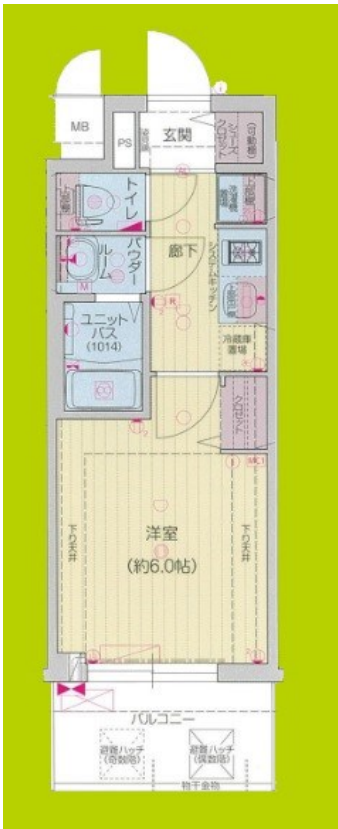 MB
PS
玄関
シューズ
クロゼット
(可動棚)
トイレ
上部棚
洗濯機
置場
上部棚
パウダー
ルーム
M
廊下
システムキッチン
R
ユニット
バス
(1014)
冷蔵庫
置場
クロゼット
下り天井
洋室
(約6.0帖)
下り天井
バルコニー
避難ハッチ
(奇数階)
避難ハッチ
(偶数階)
物干金物